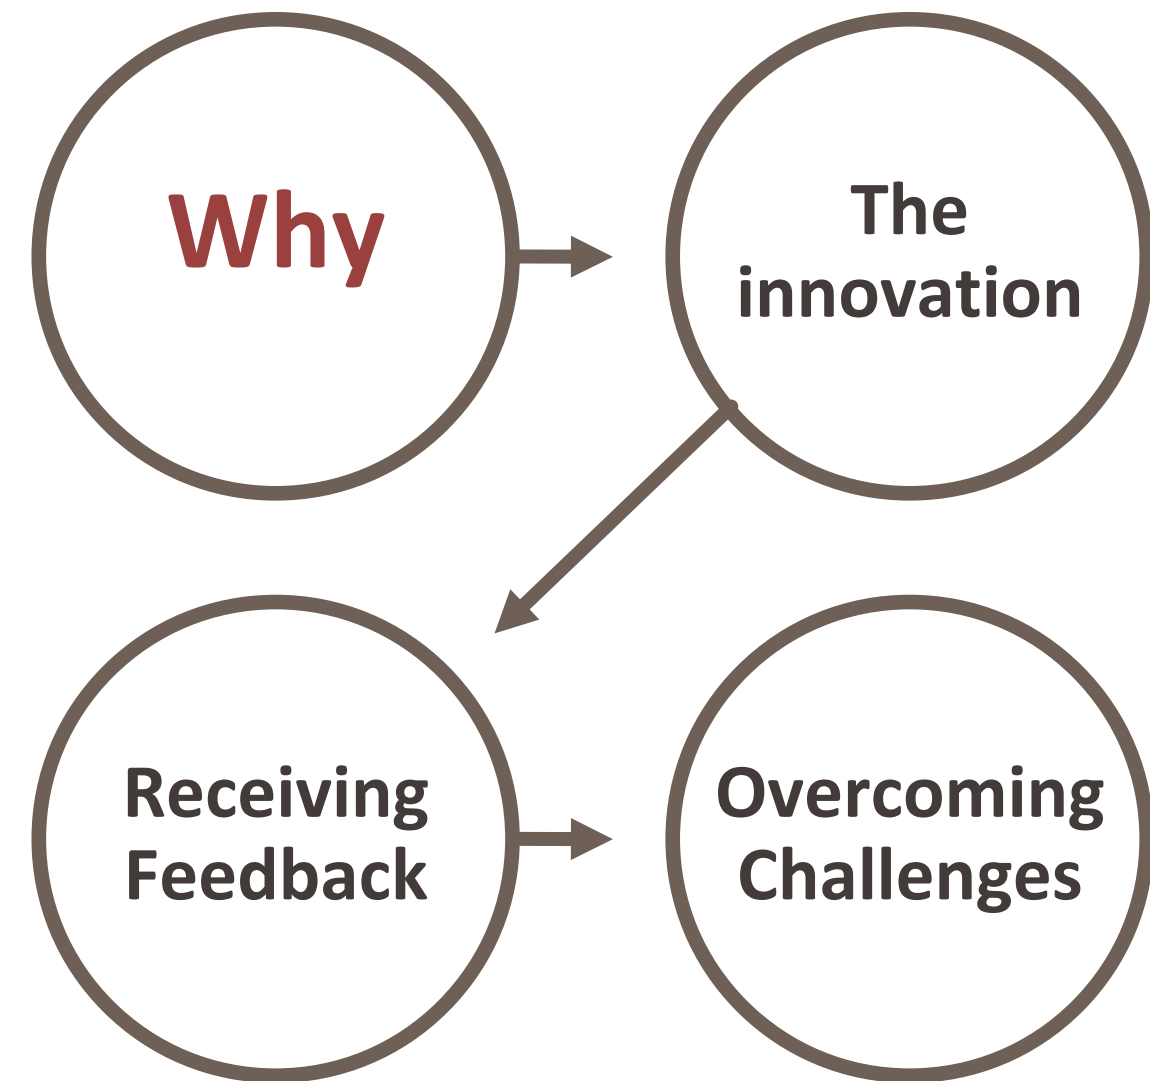 Why
The
innovation
Receiving
Feedback
Overcoming
Challenges